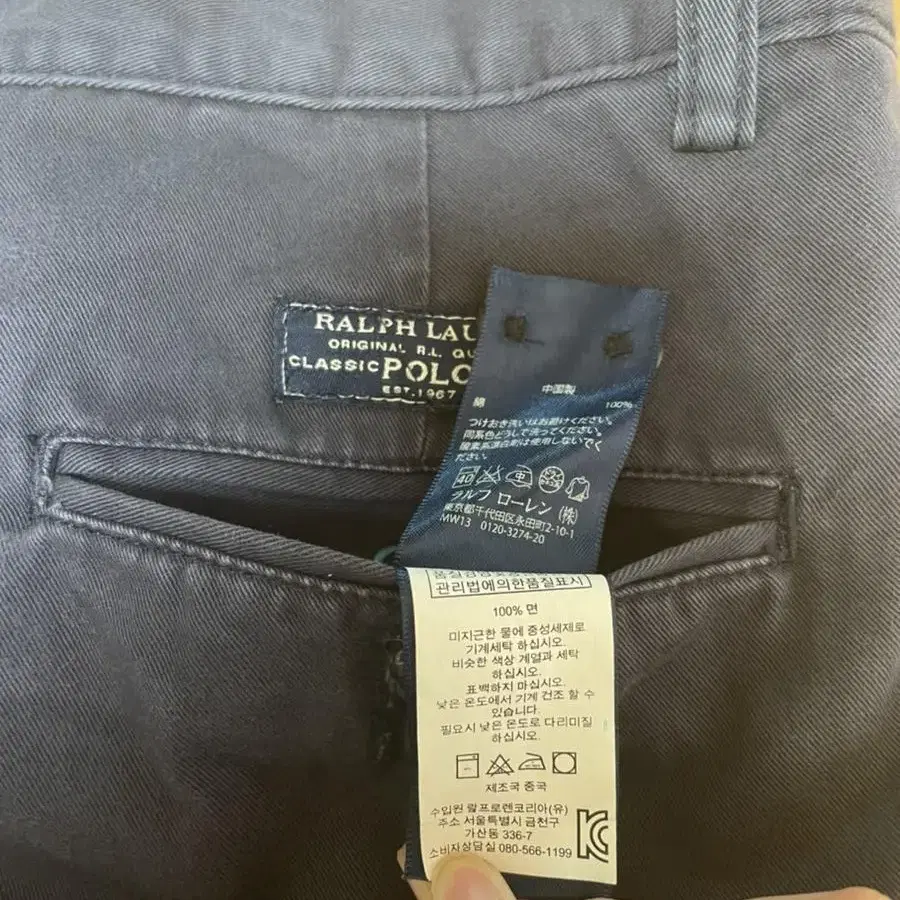 RALPH LAU
ORIGINAL R.L. QU
CLASSIC POLO
EST. 1967
中国製
綿 100%
つけおき洗いはお避けください。
同系色どうしで洗ってください。
酸素系漂白剤は使用しないでく
ださい。
40 中
ラルフ ローレン (株)
東京都千代田区永田町2-10-1
MW13 0120-3274-20
관리법에의한품질표시
100% 면
미지근한 물에 중성세제로
기계세탁 하십시오.
비슷한 색상 계열과 세탁
하십시오.
표백하지 마십시오.
낮은 온도에서 기계 건조 할 수
있습니다.
필요시 낮은 온도로 다리미질
하십시오.
제조국 중국
수입원 랄프로렌코리아(유)
주소 서울특별시 금천구
가산동 336-7
소비자상담실 080-566-1199